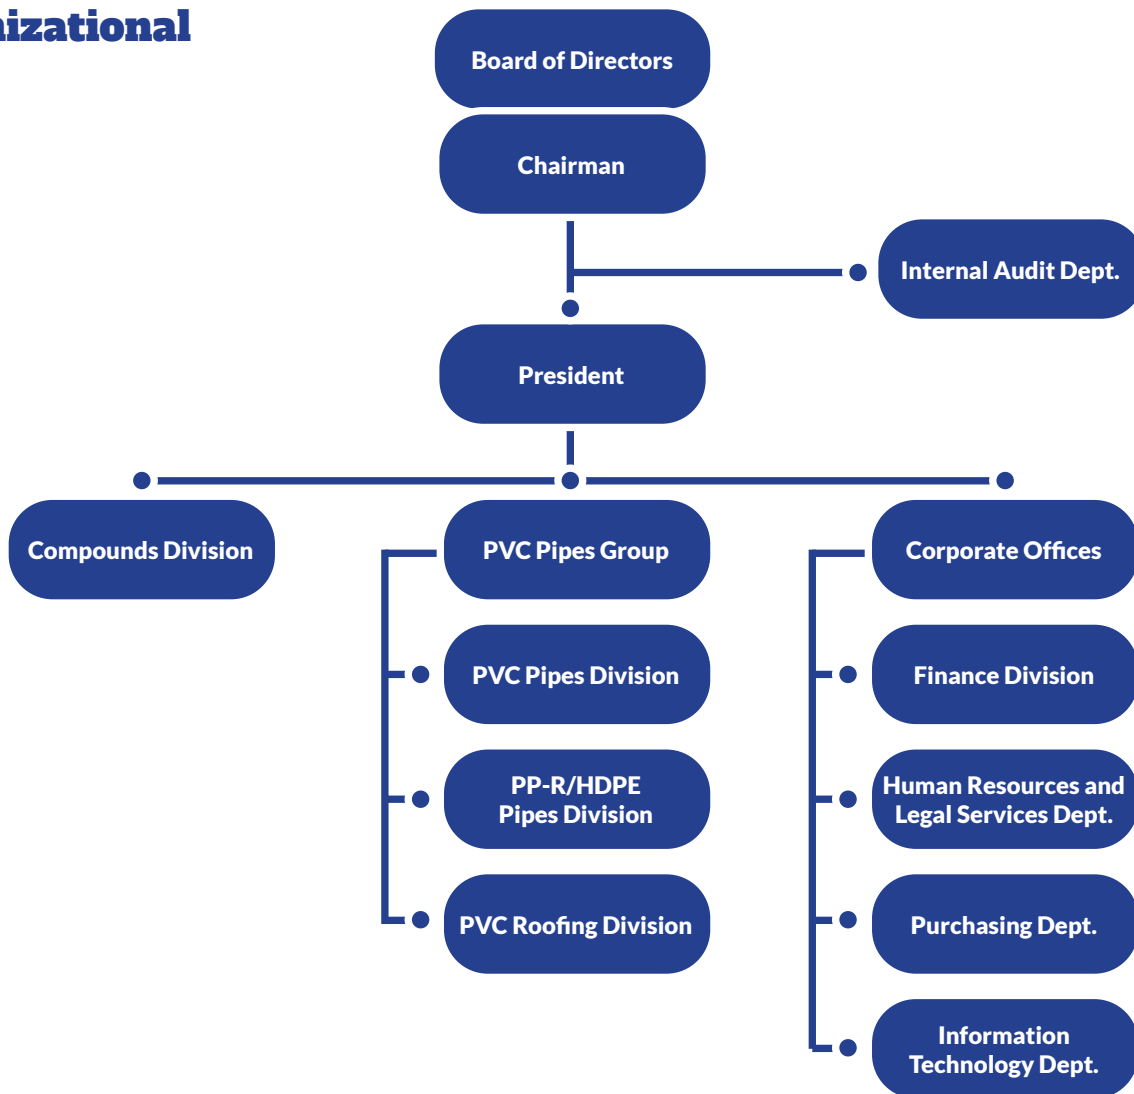 nizational
Board of Directors
Chairman
Internal Audit Dept.
President
Compounds Division
PVC Pipes Group
Corporate Offices
PVC Pipes Division
Finance Division
PP-R/HDPE
Pipes Division
Human Resources and
Legal Services Dept.
PVC Roofing Division
Purchasing Dept.
Information
Technology Dept.